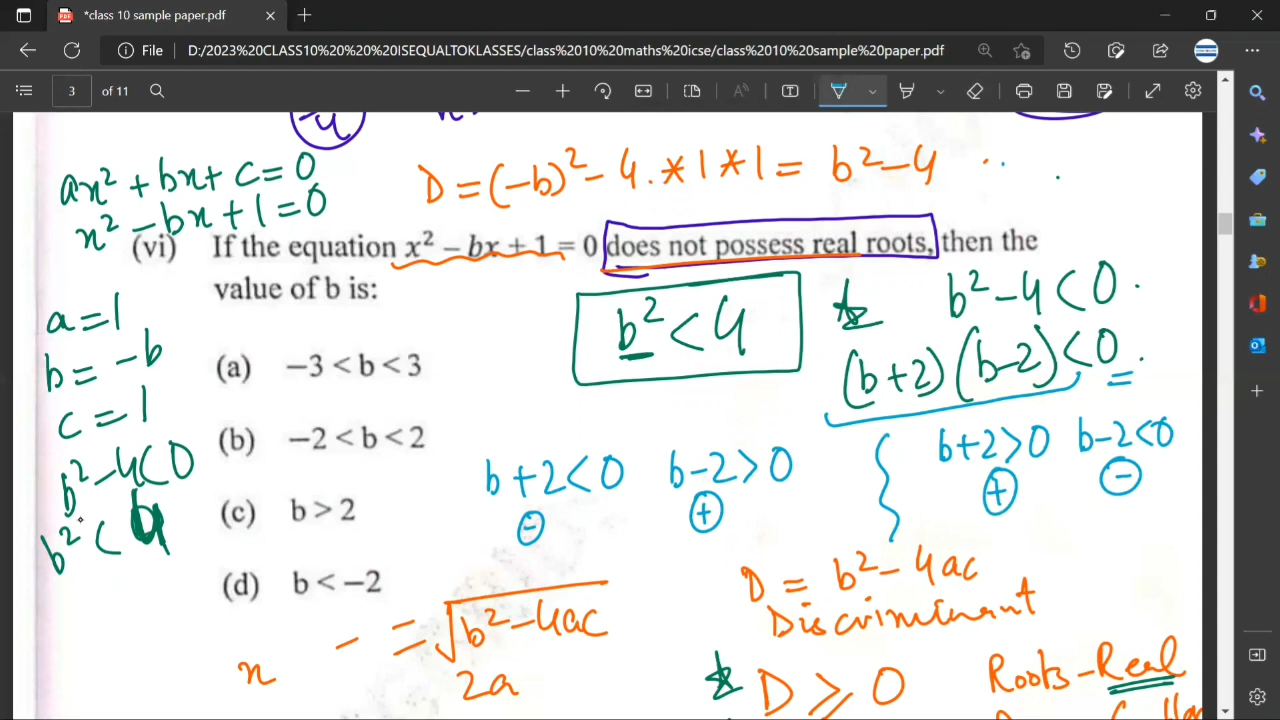 *class 10 sample paper.pdf
File D:/2023%20CLASS10%20%20%20ISEQUALTOKLASSES/class%2010%20maths%20icse/class%2010%20sample%20paper.pdf
3 of 11
-4
ax² + bx + c = 0
x² - bx + 1 = 0
D = (-b)² - 4 . * 1 * 1 = b² - 4
(vi) If the equation x² – bx + 1 = 0 does not possess real roots, then the
value of b is:
b² < 4
b² - 4 < 0
(b+2)(b-2) < 0
a = 1
b = -b
c = 1
b² - 4 < 0
b² < 4
(a) −3 < b < 3
(b) −2 < b < 2
(c) b > 2
(d) b < −2
b+2<0 b-2>0
- +
b+2>0 b-2<0
+ -
D = b² - 4ac
Discriminant
x - = √b² - 4ac
2a
D ≥ 0
Roots - Real